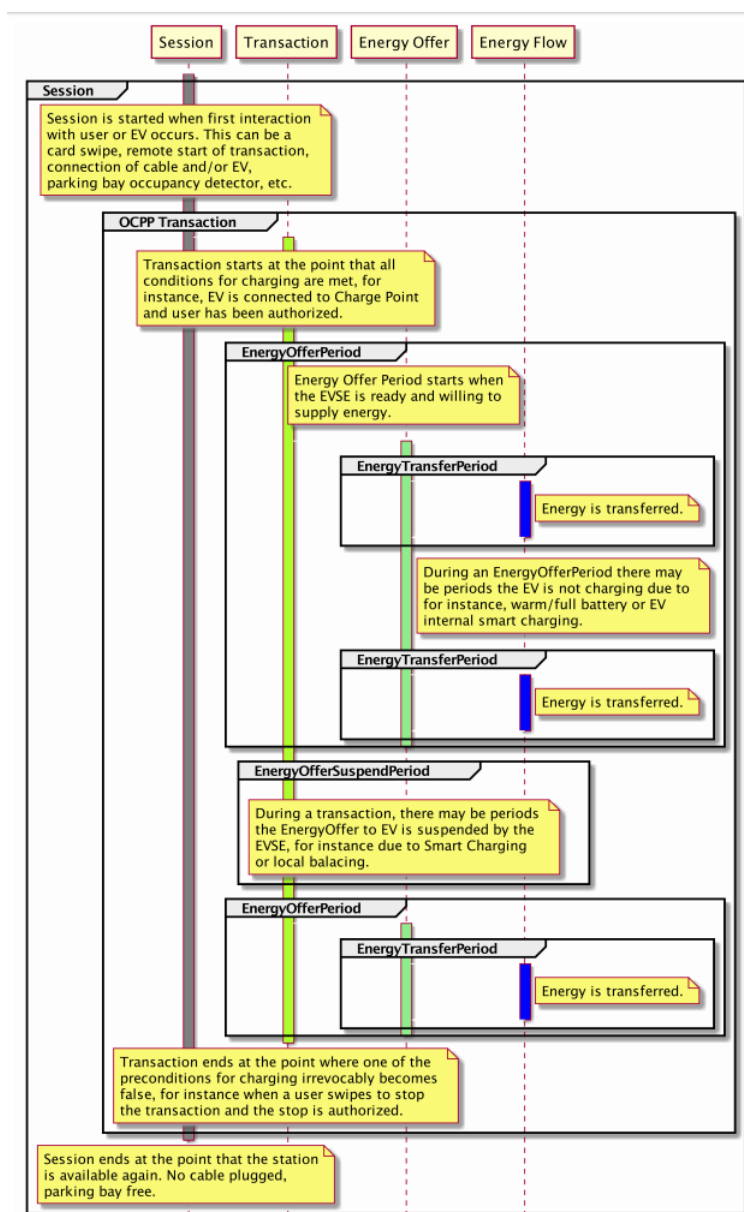 Session
Transaction
Energy Offer
Energy Flow
Session
Session is started when first interaction
with user or EV occurs. This can be a
card swipe, remote start of transaction,
connection of cable and/or EV,
parking bay occupancy detector, etc.
OCPP Transaction
Transaction starts at the point that all
conditions for charging are met, for
instance, EV is connected to Charge Point
and user has been authorized.
EnergyOfferPeriod
Energy Offer Period starts when
the EVSE is ready and willing to
supply energy.
EnergyTransferPeriod
Energy is transferred.
During an EnergyOfferPeriod there may
be periods the EV is not charging due to
for instance, warm/full battery or EV
internal smart charging.
EnergyTransferPeriod
Energy is transferred.
EnergyOfferSuspendPeriod
During a transaction, there may be periods
the EnergyOffer to EV is suspended by the
EVSE, for instance due to Smart Charging
or local balacing.
EnergyOfferPeriod
EnergyTransferPeriod
Energy is transferred.
Transaction ends at the point where one of the
preconditions for charging irrevocably becomes
false, for instance when a user swipes to stop
the transaction and the stop is authorized.
Session ends at the point that the station
is available again. No cable plugged,
parking bay free.